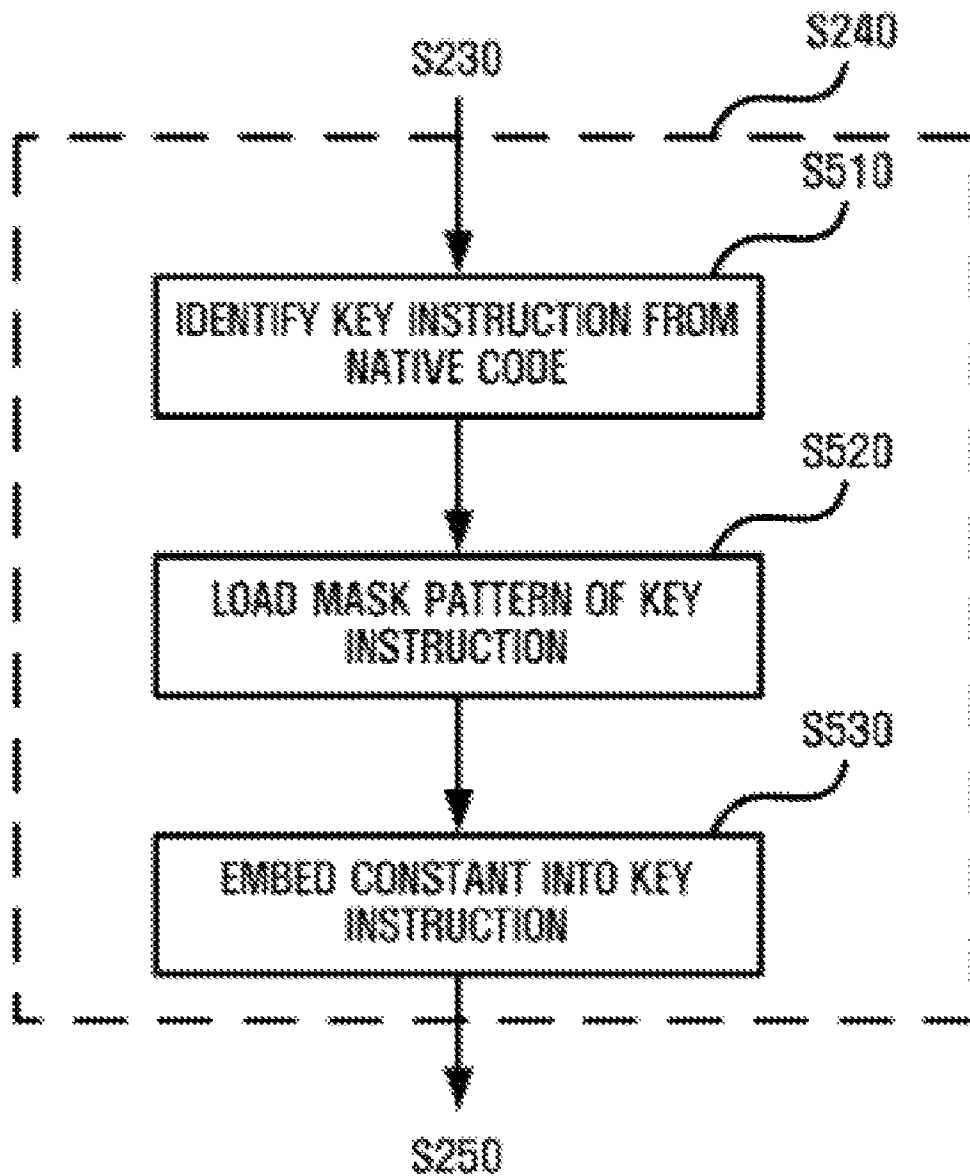 S240
S230
S510
IDENTIFY KEY INSTRUCTION FROM
NATIVE CODE
S520
LOAD MASK PATTERN OF KEY
INSTRUCTION
S530
EMBED CONSTANT INTO KEY
INSTRUCTION
S250